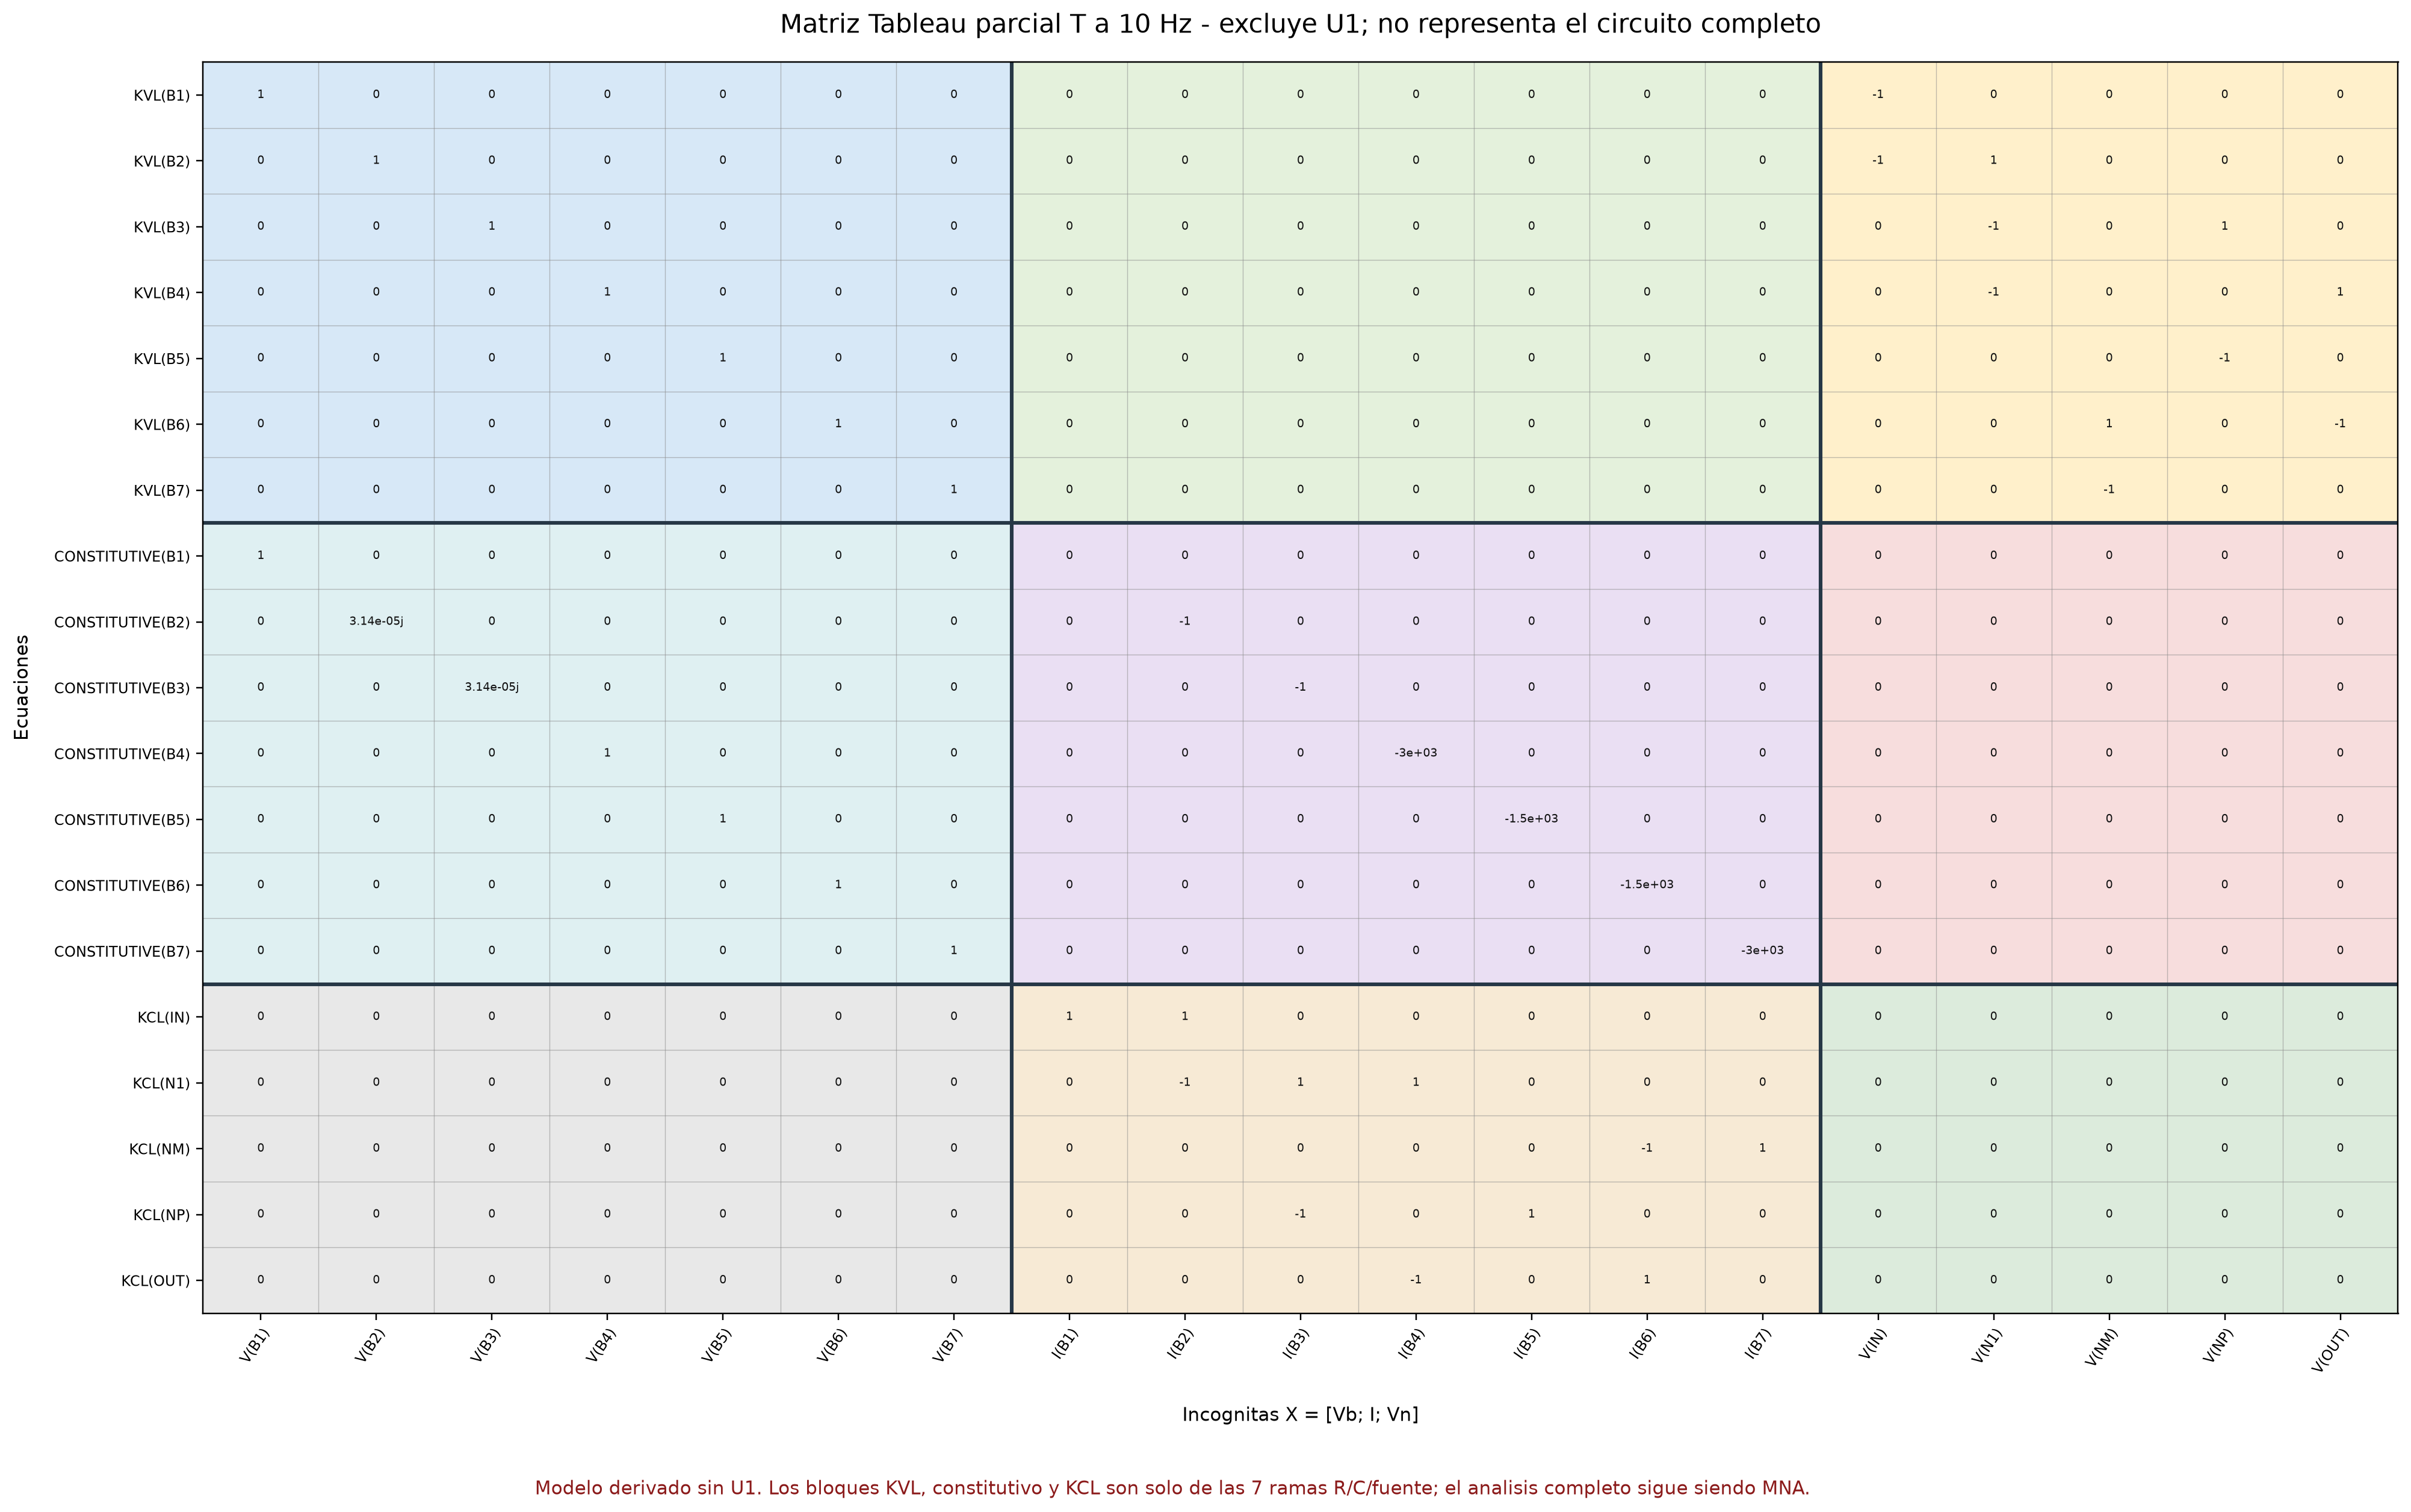 Matriz Tableau parcial T a 10 Hz - excluye U1; no representa el circuito completo
KVL(B1) 1 0 0 0 0 0 0 0 0 0 0 0 0 0 -1 0 0 0 0
KVL(B2) 0 1 0 0 0 0 0 0 0 0 0 0 0 0 -1 1 0 0 0
KVL(B3) 0 0 1 0 0 0 0 0 0 0 0 0 0 0 0 -1 0 1 0
KVL(B4) 0 0 0 1 0 0 0 0 0 0 0 0 0 0 0 -1 0 0 1
KVL(B5) 0 0 0 0 1 0 0 0 0 0 0 0 0 0 0 0 0 -1 0
KVL(B6) 0 0 0 0 0 1 0 0 0 0 0 0 0 0 0 0 1 0 -1
KVL(B7) 0 0 0 0 0 0 1 0 0 0 0 0 0 0 0 0 -1 0 0
CONSTITUTIVE(B1) 1 0 0 0 0 0 0 0 0 0 0 0 0 0 0 0 0 0 0
CONSTITUTIVE(B2) 0 3.14e-05j 0 0 0 0 0 0 -1 0 0 0 0 0 0 0 0 0 0
CONSTITUTIVE(B3) 0 0 3.14e-05j 0 0 0 0 0 0 -1 0 0 0 0 0 0 0 0 0
CONSTITUTIVE(B4) 0 0 0 1 0 0 0 0 0 0 -3e+03 0 0 0 0 0 0 0 0
CONSTITUTIVE(B5) 0 0 0 0 1 0 0 0 0 0 0 -1.5e+03 0 0 0 0 0 0 0
CONSTITUTIVE(B6) 0 0 0 0 0 1 0 0 0 0 0 0 -1.5e+03 0 0 0 0 0 0
CONSTITUTIVE(B7) 0 0 0 0 0 0 1 0 0 0 0 0 0 -3e+03 0 0 0 0 0
KCL(IN) 0 0 0 0 0 0 0 1 1 0 0 0 0 0 0 0 0 0 0
KCL(N1) 0 0 0 0 0 0 0 0 -1 1 1 0 0 0 0 0 0 0 0
KCL(NM) 0 0 0 0 0 0 0 0 0 0 0 0 -1 1 0 0 0 0 0
KCL(NP) 0 0 0 0 0 0 0 0 0 -1 0 1 0 0 0 0 0 0 0
KCL(OUT) 0 0 0 0 0 0 0 0 0 0 -1 0 1 0 0 0 0 0 0
Ecuaciones
V(B1) V(B2) V(B3) V(B4) V(B5) V(B6) V(B7) I(B1) I(B2) I(B3) I(B4) I(B5) I(B6) I(B7) V(IN) V(N1) V(NM) V(NP) V(OUT)
Incognitas X = [Vb; I; Vn]
Modelo derivado sin U1. Los bloques KVL, constitutivo y KCL son solo de las 7 ramas R/C/fuente; el analisis completo sigue siendo MNA.